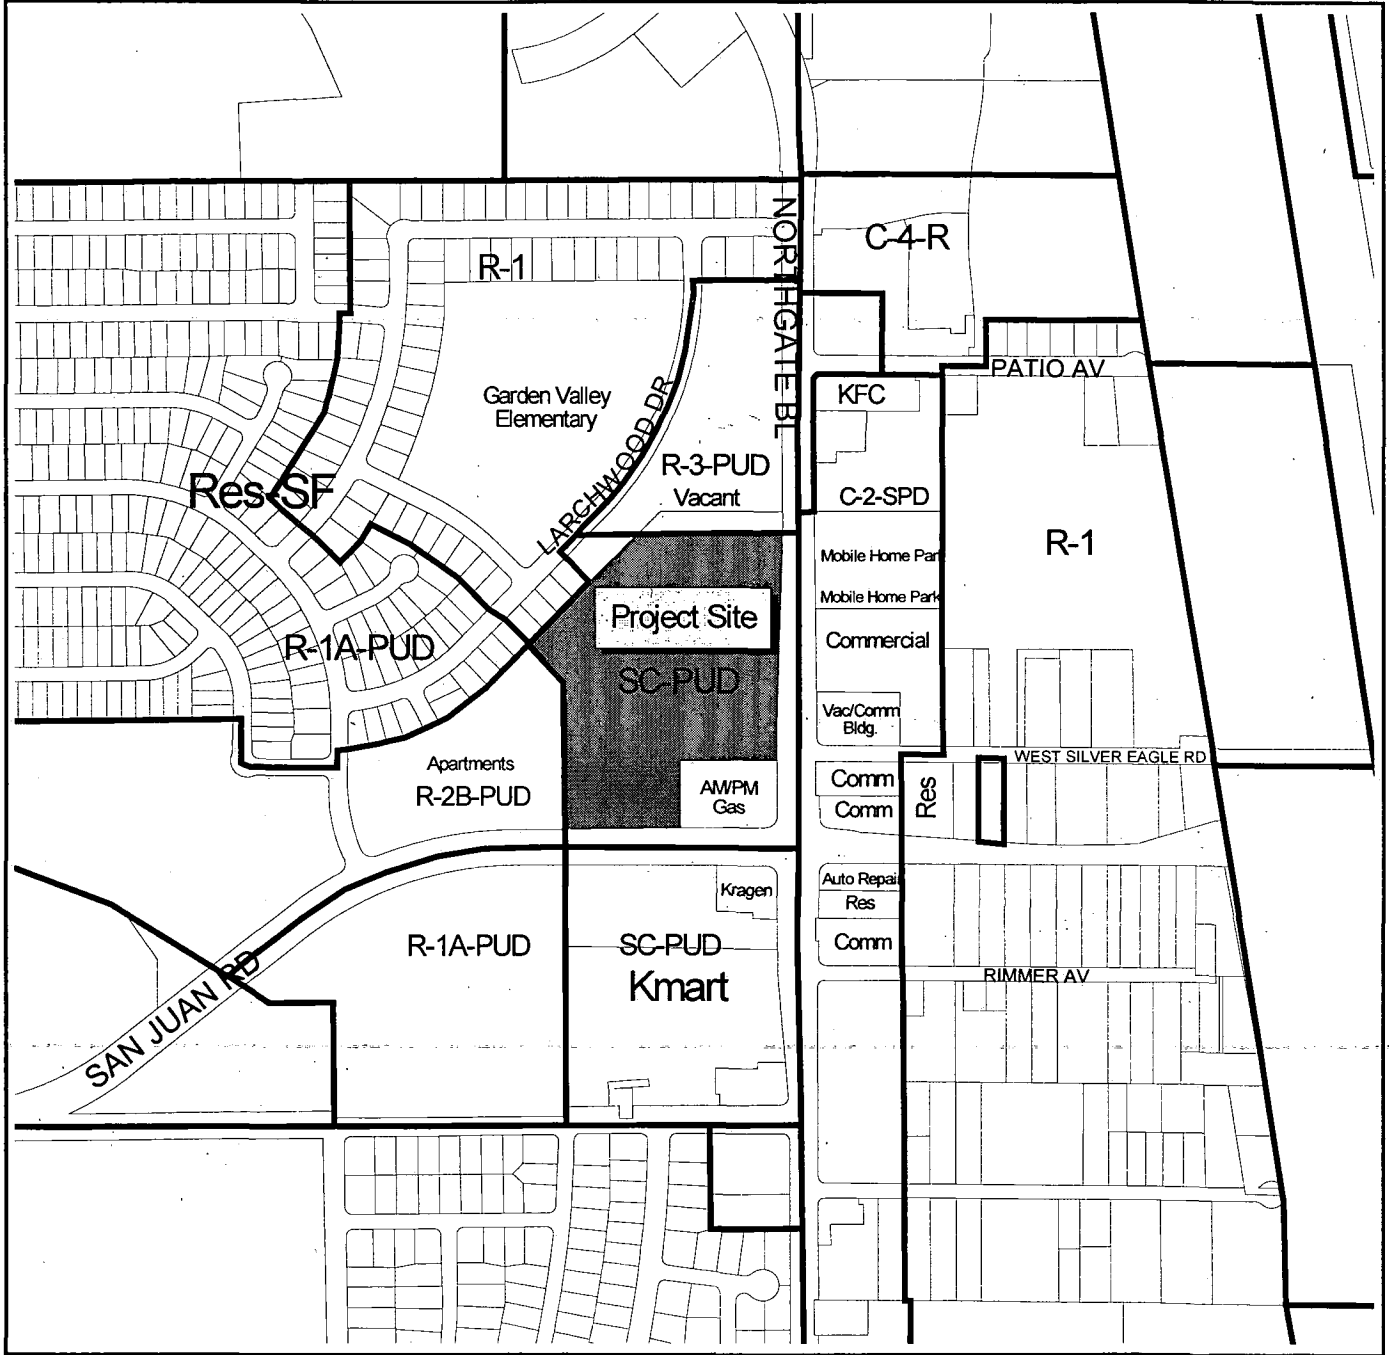 NORTHGATE BL
C-4-R
R-1
PATIO AV
KFC
Garden Valley
Elementary
LARCHWOOD DR
R-3-PUD
Vacant
Res-SF
C-2-SPD
R-1
Mobile Home Par
Mobile Home Park
Project Site
Commercial
R-1A-PUD
SC-PUD
Vac/Comm
Bldg.
WEST SILVER EAGLE RD
Apartments
R-2B-PUD
AM/PM
Gas
Comm
Comm
Res
Kragen
Auto Repai
Res
R-1A-PUD
SC-PUD
Kmart
Comm
RIMMER AV
SAN JUAN RD